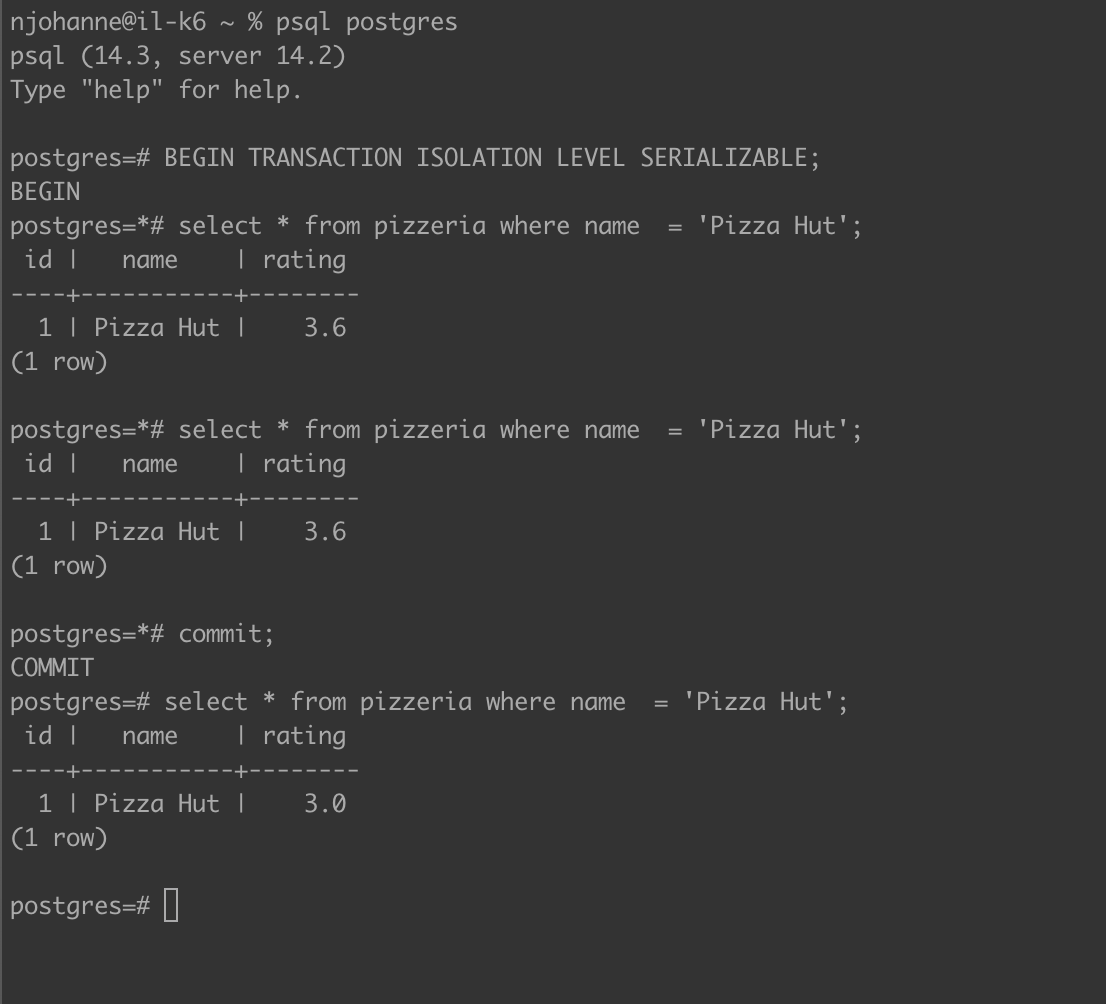 njohanne@il-k6 ~ % psql postgres
psql (14.3, server 14.2)
Type "help" for help.

postgres=# BEGIN TRANSACTION ISOLATION LEVEL SERIALIZABLE;
BEGIN
postgres=*# select * from pizzeria where name  = 'Pizza Hut';
 id |   name    | rating
----+-----------+--------
  1 | Pizza Hut |    3.6
(1 row)

postgres=*# select * from pizzeria where name  = 'Pizza Hut';
 id |   name    | rating
----+-----------+--------
  1 | Pizza Hut |    3.6
(1 row)

postgres=*# commit;
COMMIT
postgres=# select * from pizzeria where name  = 'Pizza Hut';
 id |   name    | rating
----+-----------+--------
  1 | Pizza Hut |    3.0
(1 row)

postgres=#